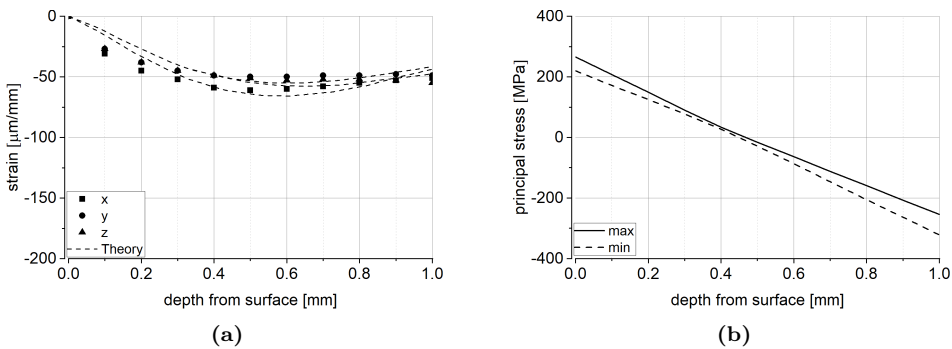 0
-50
-100
-150
-200
strain [μm/mm]
x
y
z
Theory
0.0 0.2 0.4 0.6 0.8 1.0
depth from surface [mm]
(a)
400
200
0
-200
-400
principal stress [MPa]
max
min
0.0 0.2 0.4 0.6 0.8 1.0
depth from surface [mm]
(b)